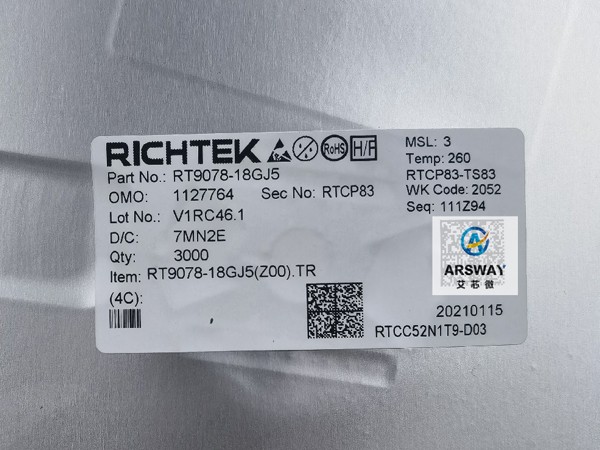 RICHTEK RoHS H/F
Part No.: RT9078-18GJ5
OMO: 1127764 Sec No: RTCP83
Lot No.: V1RC46.1
D/C: 7MN2E
Qty: 3000
Item: RT9078-18GJ5(Z00).TR
(4C):
MSL: 3
Temp: 260
RTCP83-TS83
WK Code: 2052
Seq: 111Z94
ARSWAY
艾芯微
20210115
RTCC52N1T9-D03